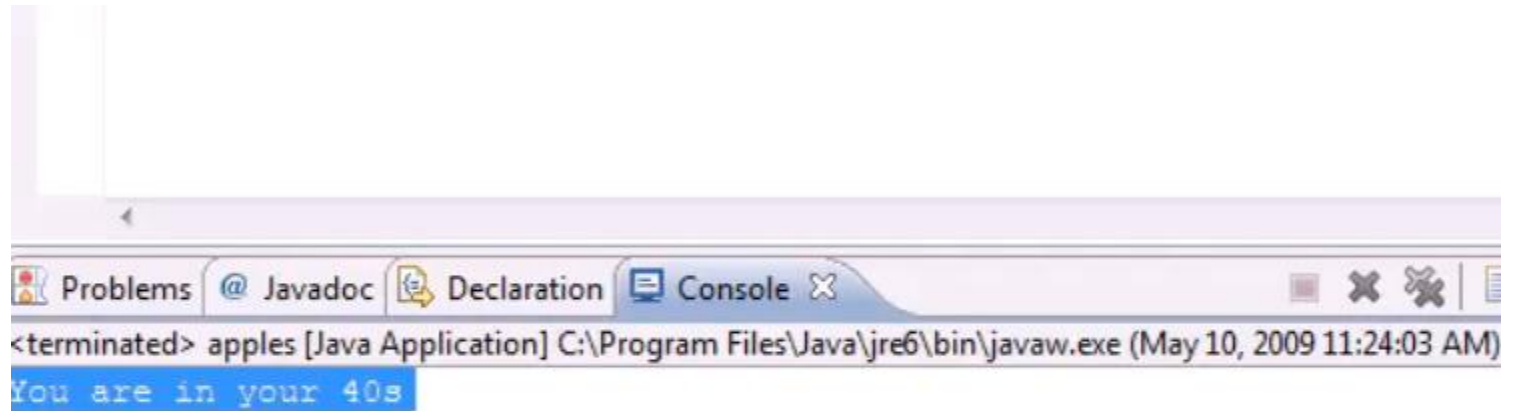 Problems @ Javadoc Declaration Console
<terminated> apples [Java Application] C:\Program Files\Java\jre6\bin\javaw.exe (May 10, 2009 11:24:03 AM)
You are in your 40s